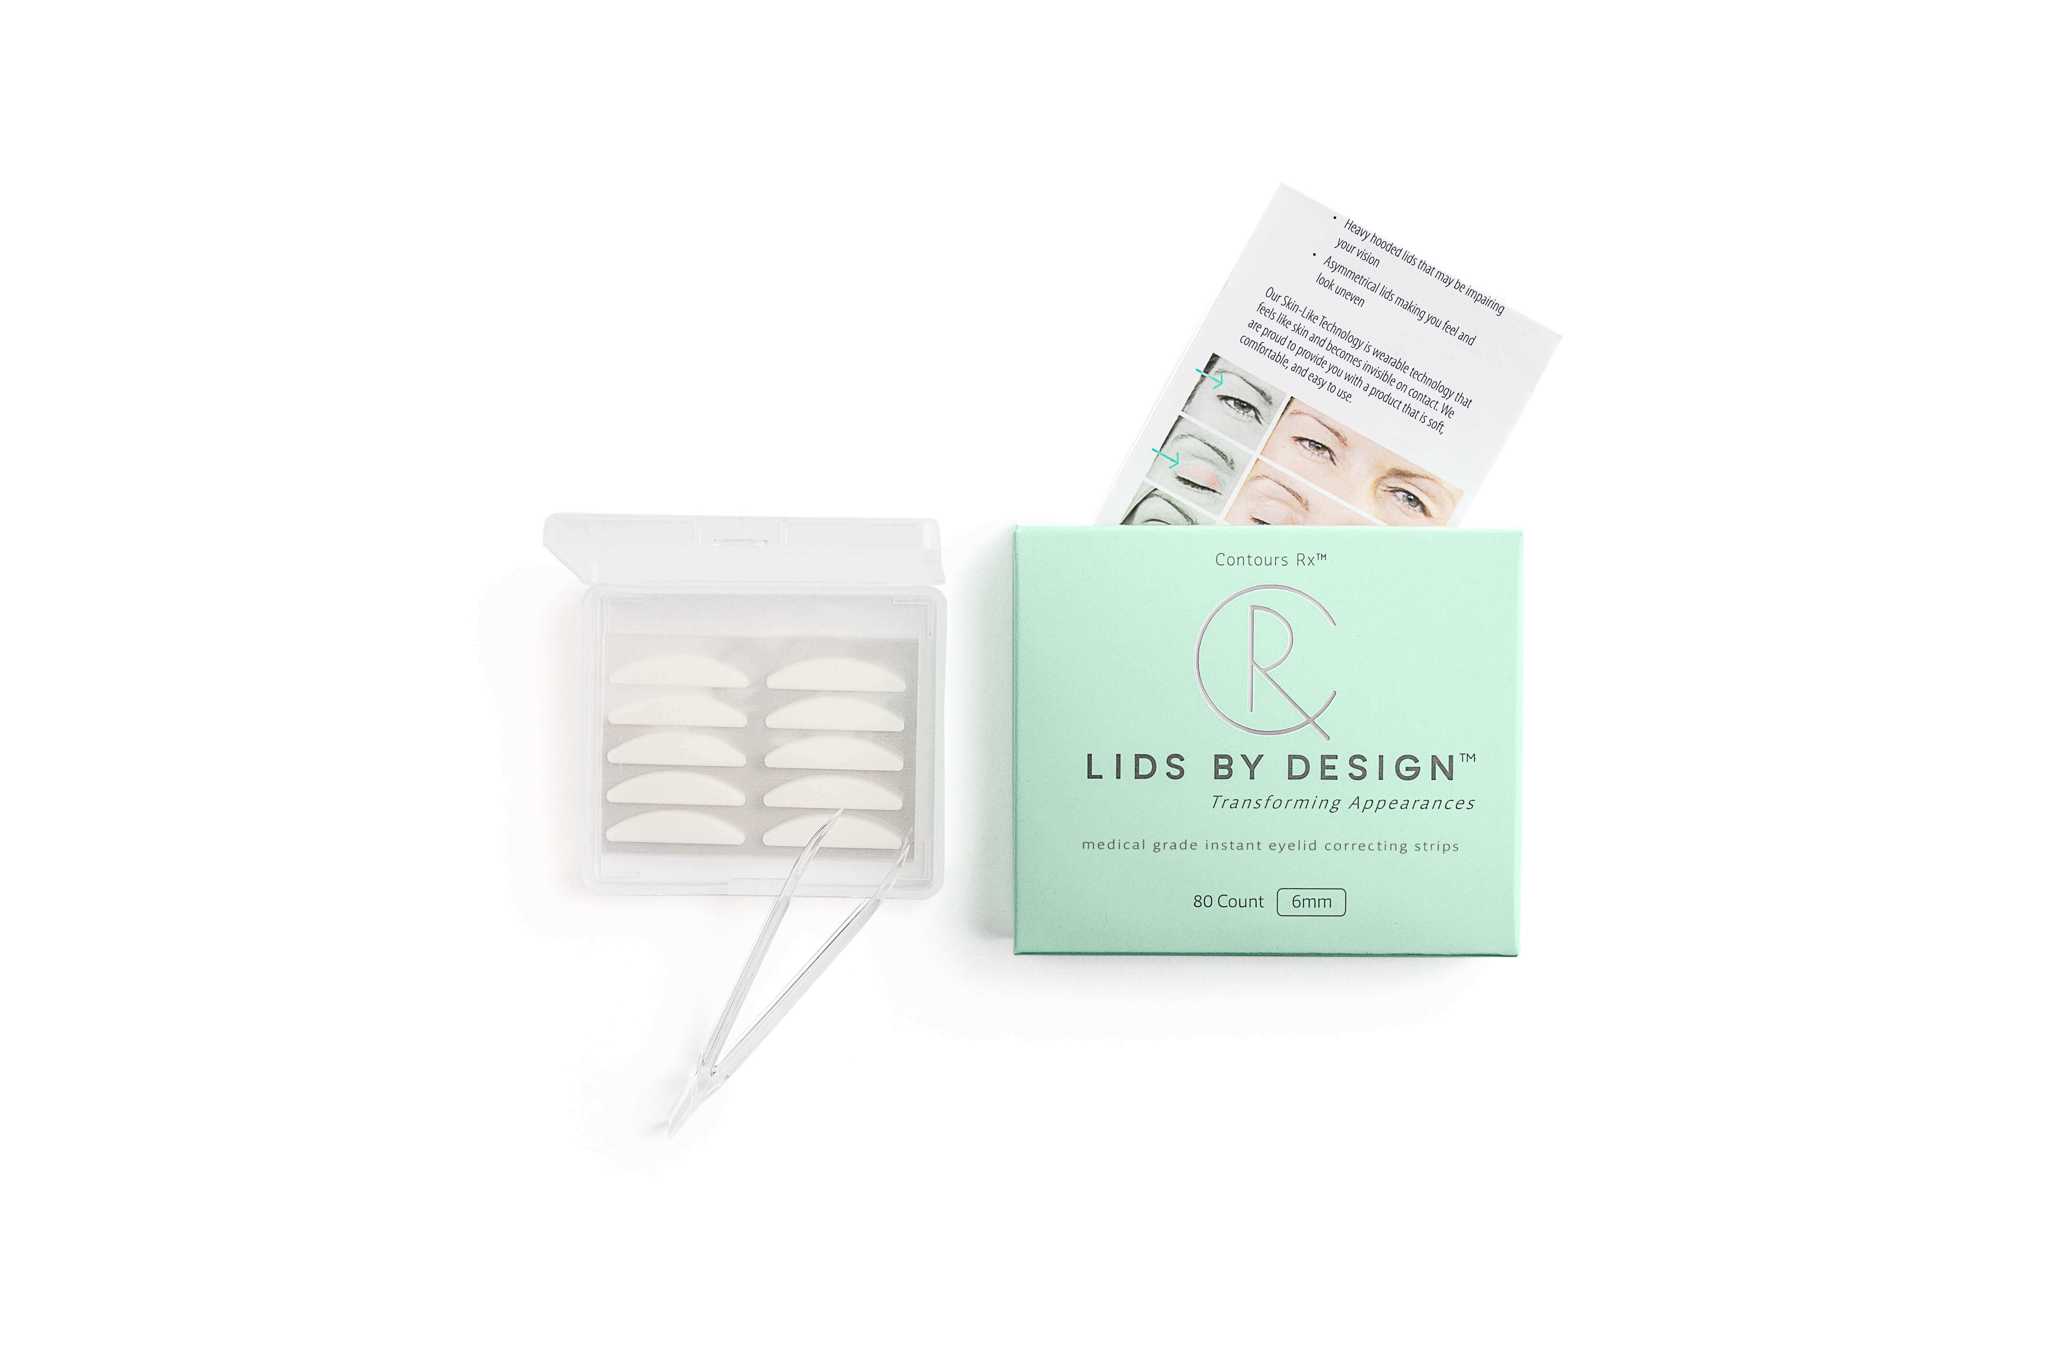 • Heavy hooded lids that may be impairing
your vision
• Asymmetrical lids making you feel and
look uneven
Our Skin-Like Technology is wearable technology that
feels like skin and becomes invisible on contact. We
are proud to provide you with a product that is soft,
comfortable, and easy to use.
Contours Rx™
CR
LIDS BY DESIGN™
Transforming Appearances
medical grade instant eyelid correcting strips
80 Count 6mm